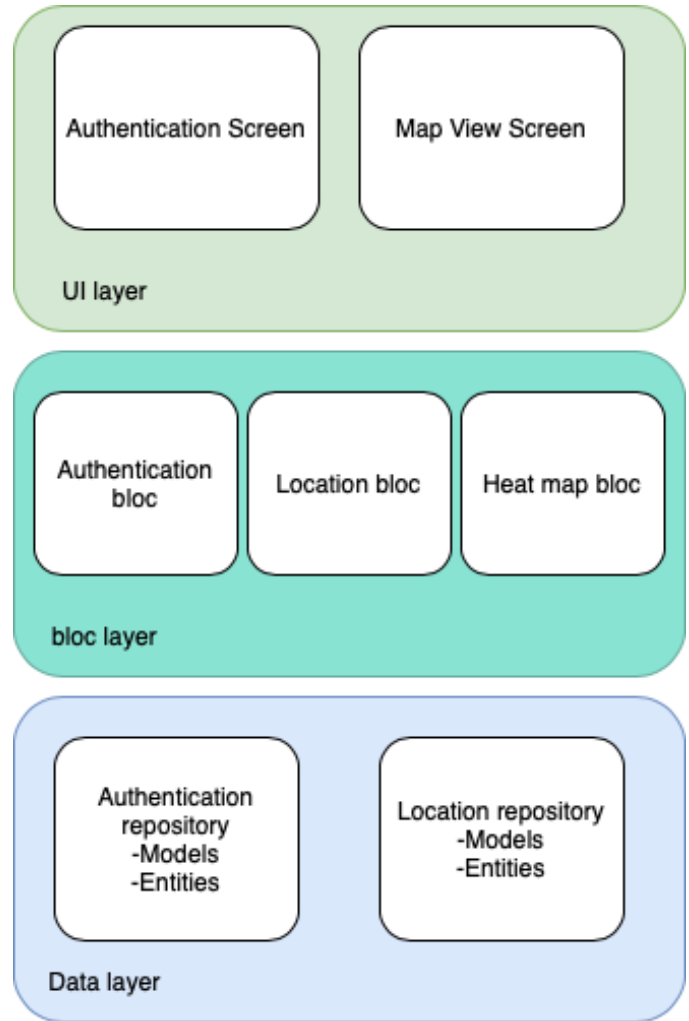 Authentication Screen
Map View Screen
UI layer
Authentication
bloc
Location bloc
Heat map bloc
bloc layer
Authentication
repository
-Models
-Entities
Location repository
-Models
-Entities
Data layer